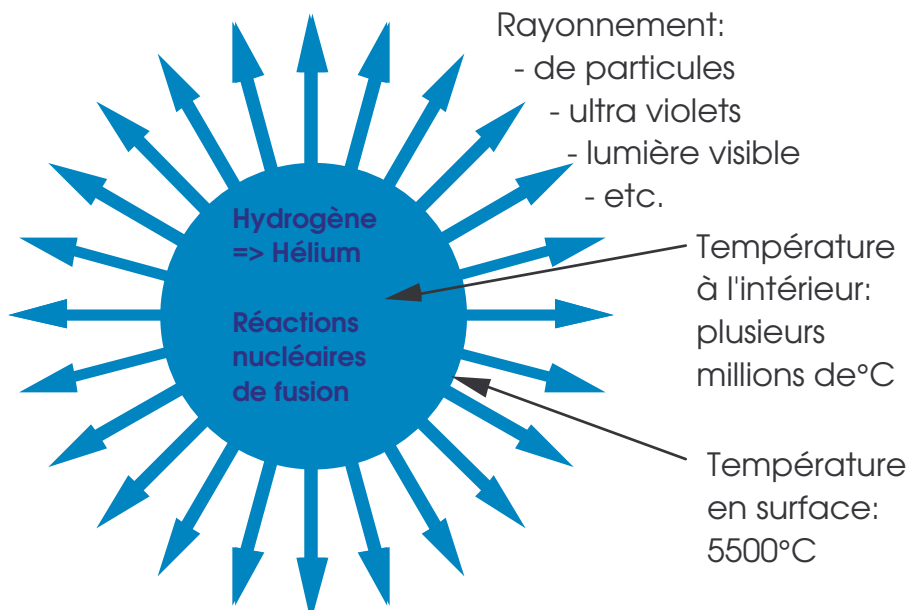 Rayonnement:
- de particules
- ultra violets
- lumière visible
- etc.
Hydrogène
=> Hélium
Réactions
nucléaires
de fusion
Température
à l'intérieur:
plusieurs
millions de°C
Température
en surface:
5500°C